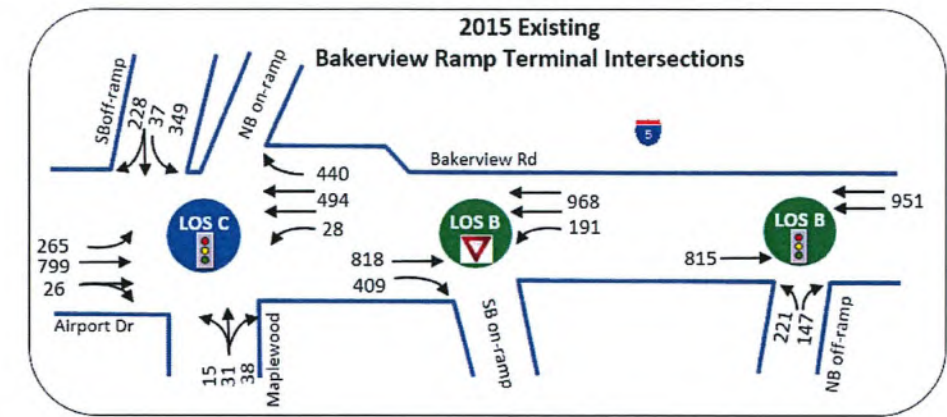 2015 Existing
Bakerview Ramp Terminal Intersections
SB off-ramp
228
37
349
NB on-ramp
5
Bakerview Rd
440
494
28
LOS C
265
799
26
Airport Dr
15
31
38
Maplewood
LOS B
968
191
818
409
SB on-ramp
LOS B
951
815
221
147
NB off-ramp